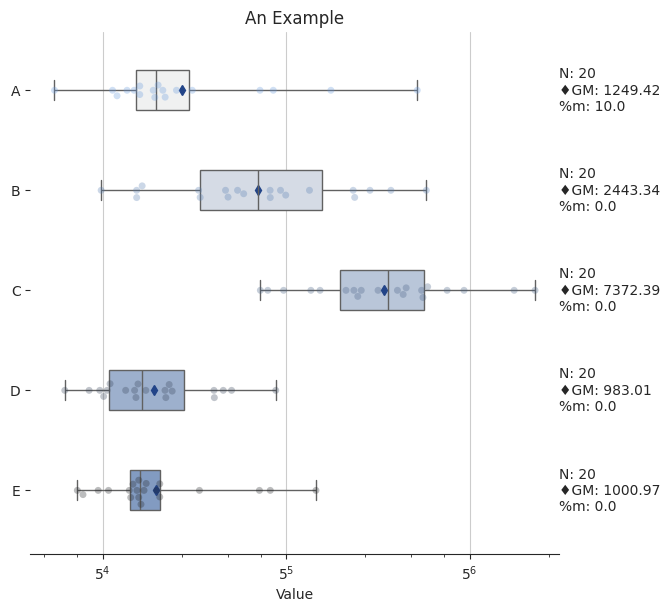 An Example
A
N: 20
♦GM: 1249.42
%m: 10.0
B
N: 20
♦GM: 2443.34
%m: 0.0
C
N: 20
♦GM: 7372.39
%m: 0.0
D
N: 20
♦GM: 983.01
%m: 0.0
E
N: 20
♦GM: 1000.97
%m: 0.0
5⁴ 5⁵ 5⁶
Value